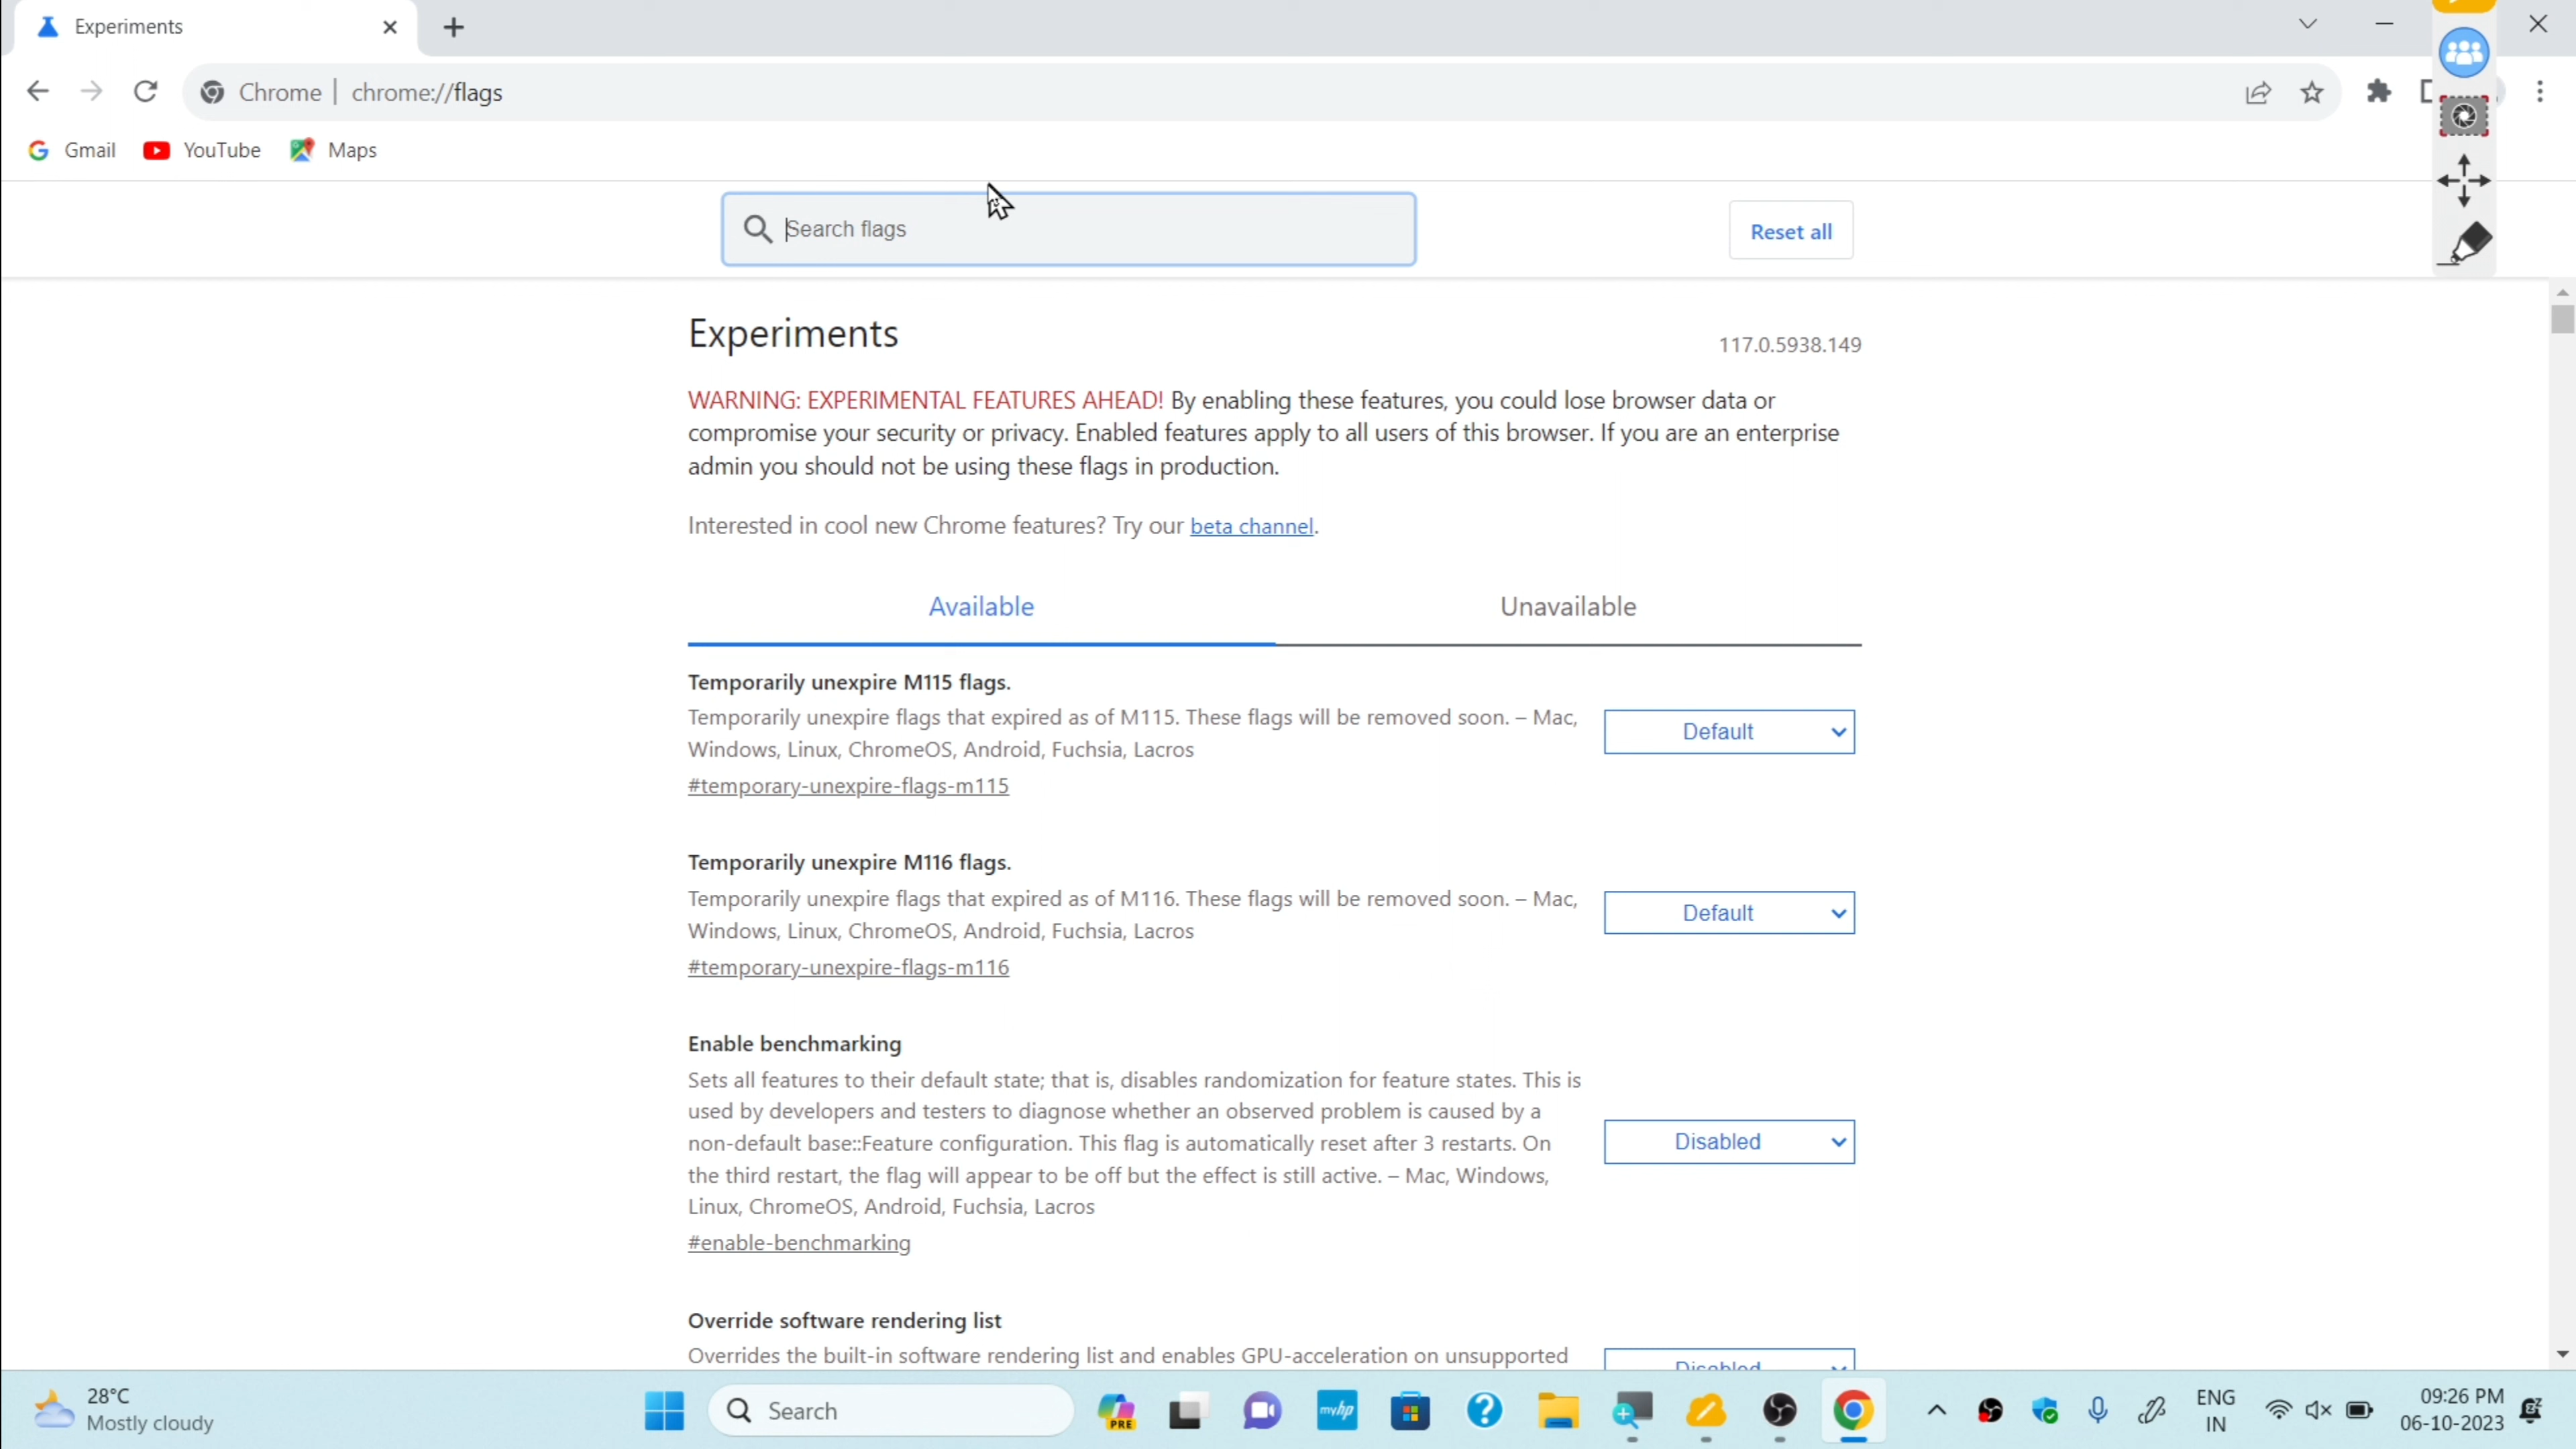 Experiments
Chrome | chrome://flags
Gmail YouTube Maps
Search flags
Reset all
Experiments
117.0.5938.149
WARNING: EXPERIMENTAL FEATURES AHEAD! By enabling these features, you could lose browser data or
compromise your security or privacy. Enabled features apply to all users of this browser. If you are an enterprise
admin you should not be using these flags in production.
Interested in cool new Chrome features? Try our beta channel.
Available Unavailable
Temporarily unexpire M115 flags.
Temporarily unexpire flags that expired as of M115. These flags will be removed soon. – Mac,
Windows, Linux, ChromeOS, Android, Fuchsia, Lacros
#temporary-unexpire-flags-m115
Default
Temporarily unexpire M116 flags.
Temporarily unexpire flags that expired as of M116. These flags will be removed soon. – Mac,
Windows, Linux, ChromeOS, Android, Fuchsia, Lacros
#temporary-unexpire-flags-m116
Default
Enable benchmarking
Sets all features to their default state; that is, disables randomization for feature states. This is
used by developers and testers to diagnose whether an observed problem is caused by a
non-default base::Feature configuration. This flag is automatically reset after 3 restarts. On
the third restart, the flag will appear to be off but the effect is still active. – Mac, Windows,
Linux, ChromeOS, Android, Fuchsia, Lacros
#enable-benchmarking
Disabled
Override software rendering list
Overrides the built-in software rendering list and enables GPU-acceleration on unsupported
Disabled
28°C
Mostly cloudy
Search
PRE
myhp
ENG
IN
09:26 PM
06-10-2023